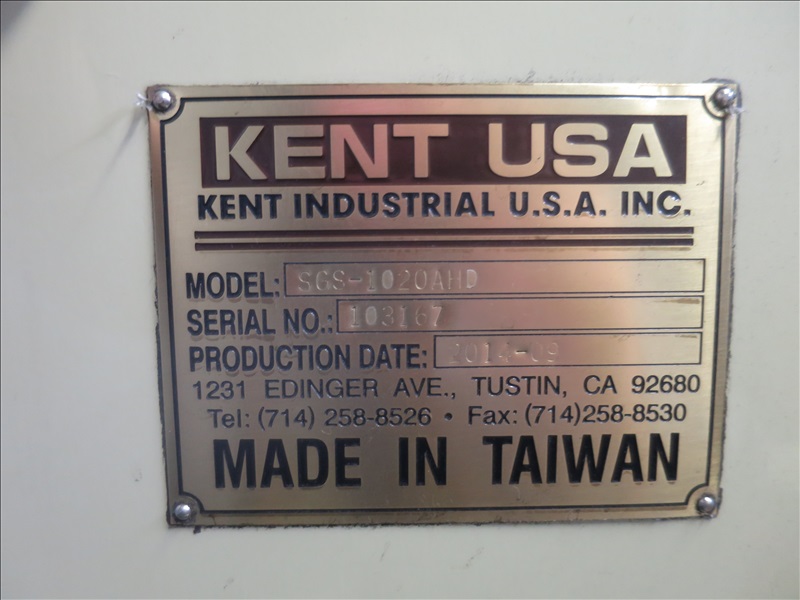 KENT USA
KENT INDUSTRIAL U.S.A. INC.
MODEL: SGS-1020AHD
SERIAL NO.: 103167
PRODUCTION DATE: 2014-09
1231 EDINGER AVE., TUSTIN, CA 92680
Tel: (714) 258-8526 • Fax: (714)258-8530
MADE IN TAIWAN